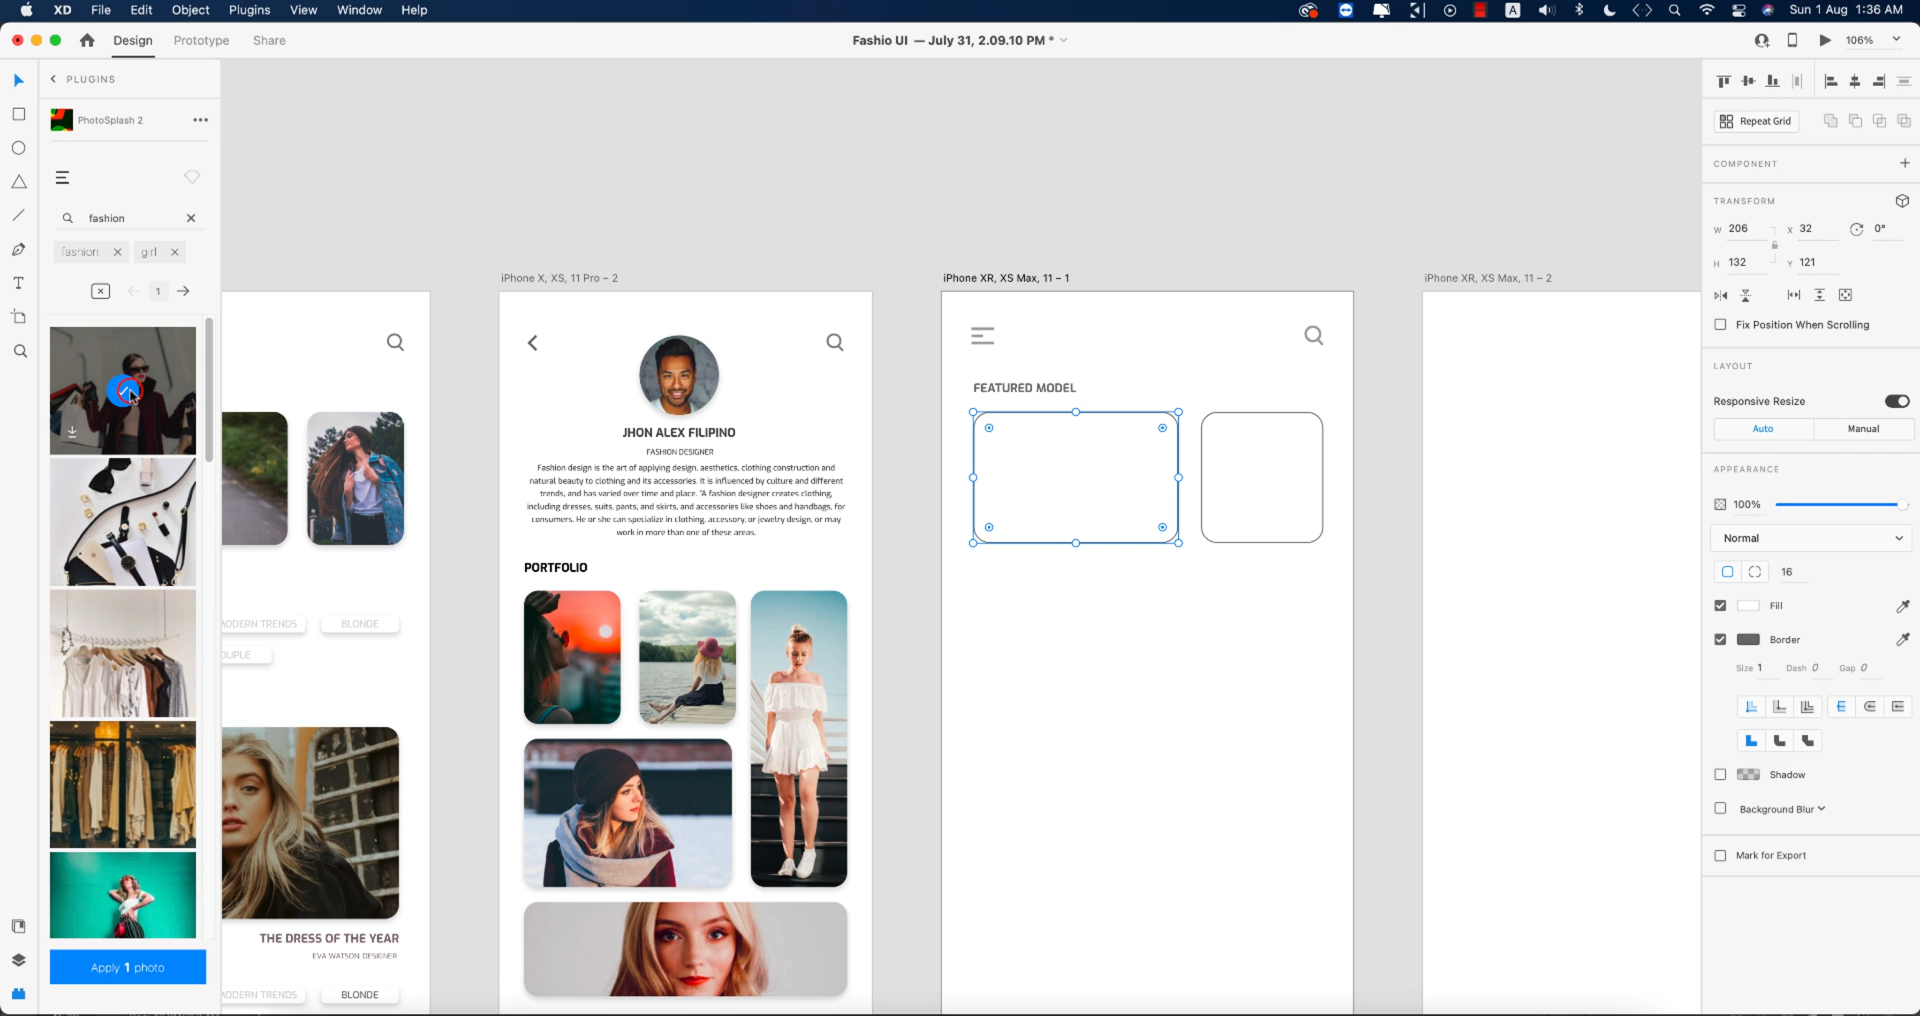 XD File Edit Object Plugins View Window Help
A
Sun 1 Aug 1:36 AM
Design Prototype Share
Fashio UI — July 31, 2.09.10 PM *
106%
PLUGINS
PhotoSplash 2
fashion
fashion girl
1
Apply 1 photo
ODERN TRENDS BLONDE
OUPLE
THE DRESS OF THE YEAR
EVA WATSON, DESIGNER
ODERN TRENDS BLONDE
iPhone X, XS, 11 Pro – 2
JHON ALEX FILIPINO
FASHION DESIGNER
Fashion design is the art of applying design, aesthetics, clothing construction and
natural beauty to clothing and its accessories. It is influenced by culture and different
trends, and has varied over time and place. "A fashion designer creates clothing,
including dresses, suits, pants, and skirts, and accessories like shoes and handbags, for
consumers. He or she can specialize in clothing, accessory, or jewelry design, or may
work in more than one of these areas.
PORTFOLIO
iPhone XR, XS Max, 11 – 1
FEATURED MODEL
iPhone XR, XS Max, 11 – 2
Repeat Grid
COMPONENT
TRANSFORM
W 206 X 32 0°
H 132 Y 121
Fix Position When Scrolling
LAYOUT
Responsive Resize
Auto Manual
APPEARANCE
100%
Normal
16
Fill
Border
Size 1 Dash 0 Gap 0
Shadow
Background Blur
Mark for Export